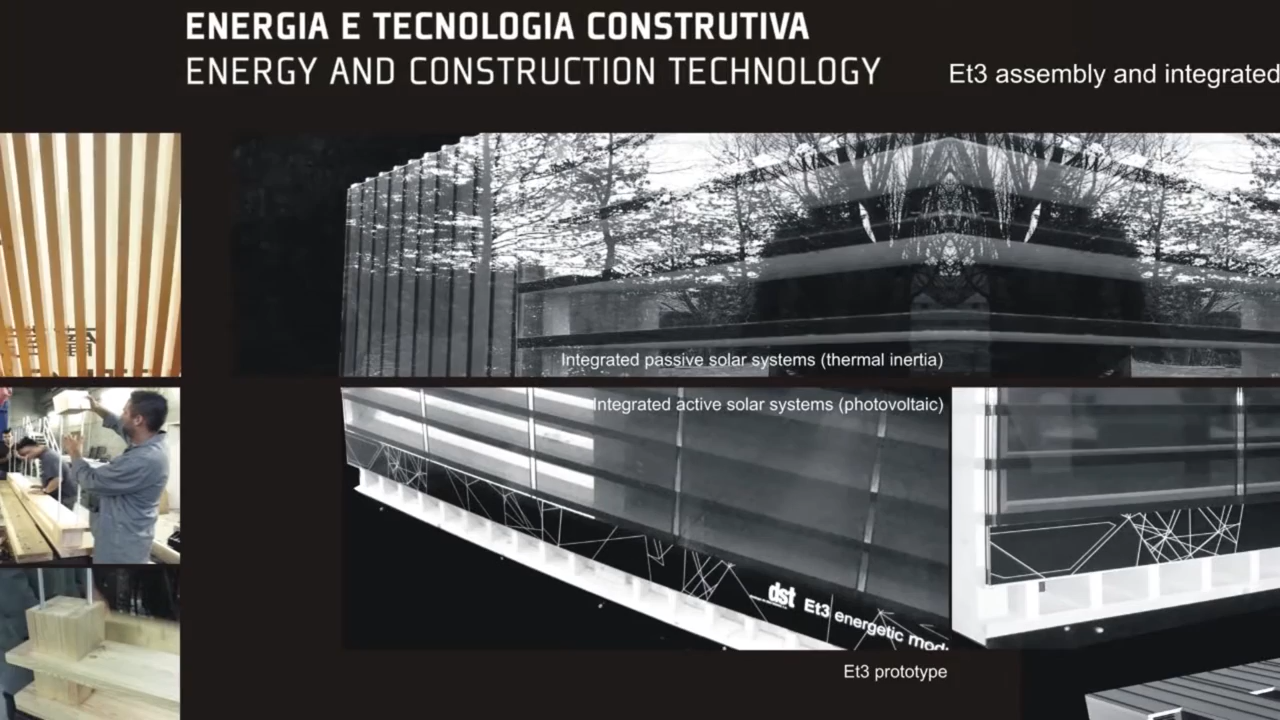 ENERGIA E TECNOLOGIA CONSTRUTIVA
ENERGY AND CONSTRUCTION TECHNOLOGY
Et3 assembly and integrated
Integrated passive solar systems (thermal inertia)
Integrated active solar systems (photovoltaic)
dst
Et3 energetic mod
Et3 prototype